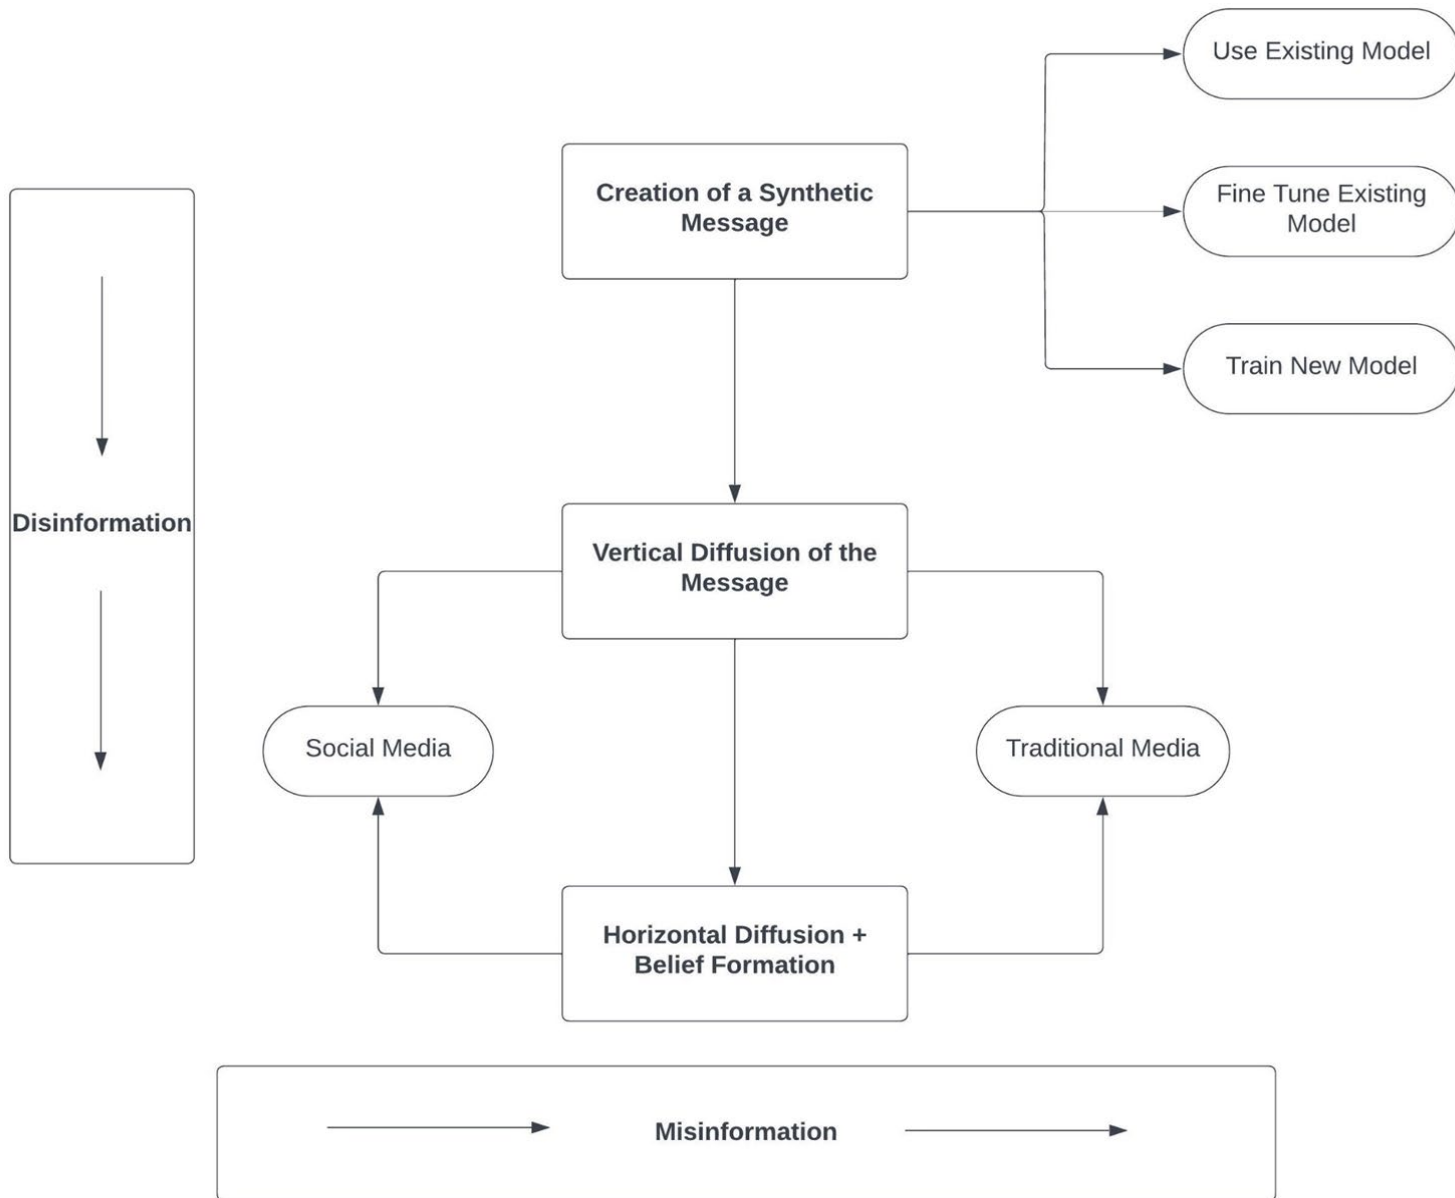 Use Existing Model
Creation of a Synthetic
Message
Fine Tune Existing
Model
Train New Model
Disinformation
Vertical Diffusion of the
Message
Social Media
Traditional Media
Horizontal Diffusion +
Belief Formation
Misinformation